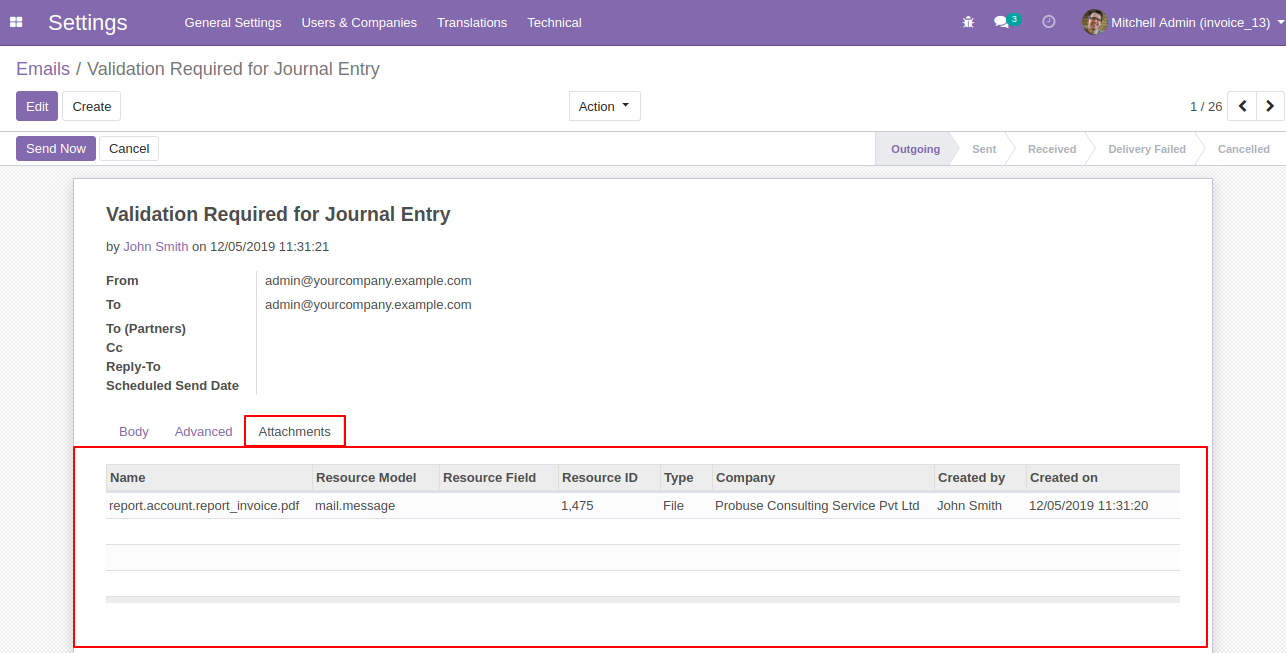 Settings General Settings Users & Companies Translations Technical 3 Mitchell Admin (invoice_13)
Emails / Validation Required for Journal Entry
Edit Create Action 1 / 26
Send Now Cancel Outgoing Sent Received Delivery Failed Cancelled
Validation Required for Journal Entry
by John Smith on 12/05/2019 11:31:21
From admin@yourcompany.example.com
To admin@yourcompany.example.com
To (Partners)
Cc
Reply-To
Scheduled Send Date
Body Advanced Attachments
Name Resource Model Resource Field Resource ID Type Company Created by Created on
report.account.report_invoice.pdf mail.message 1,475 File Probuse Consulting Service Pvt Ltd John Smith 12/05/2019 11:31:20